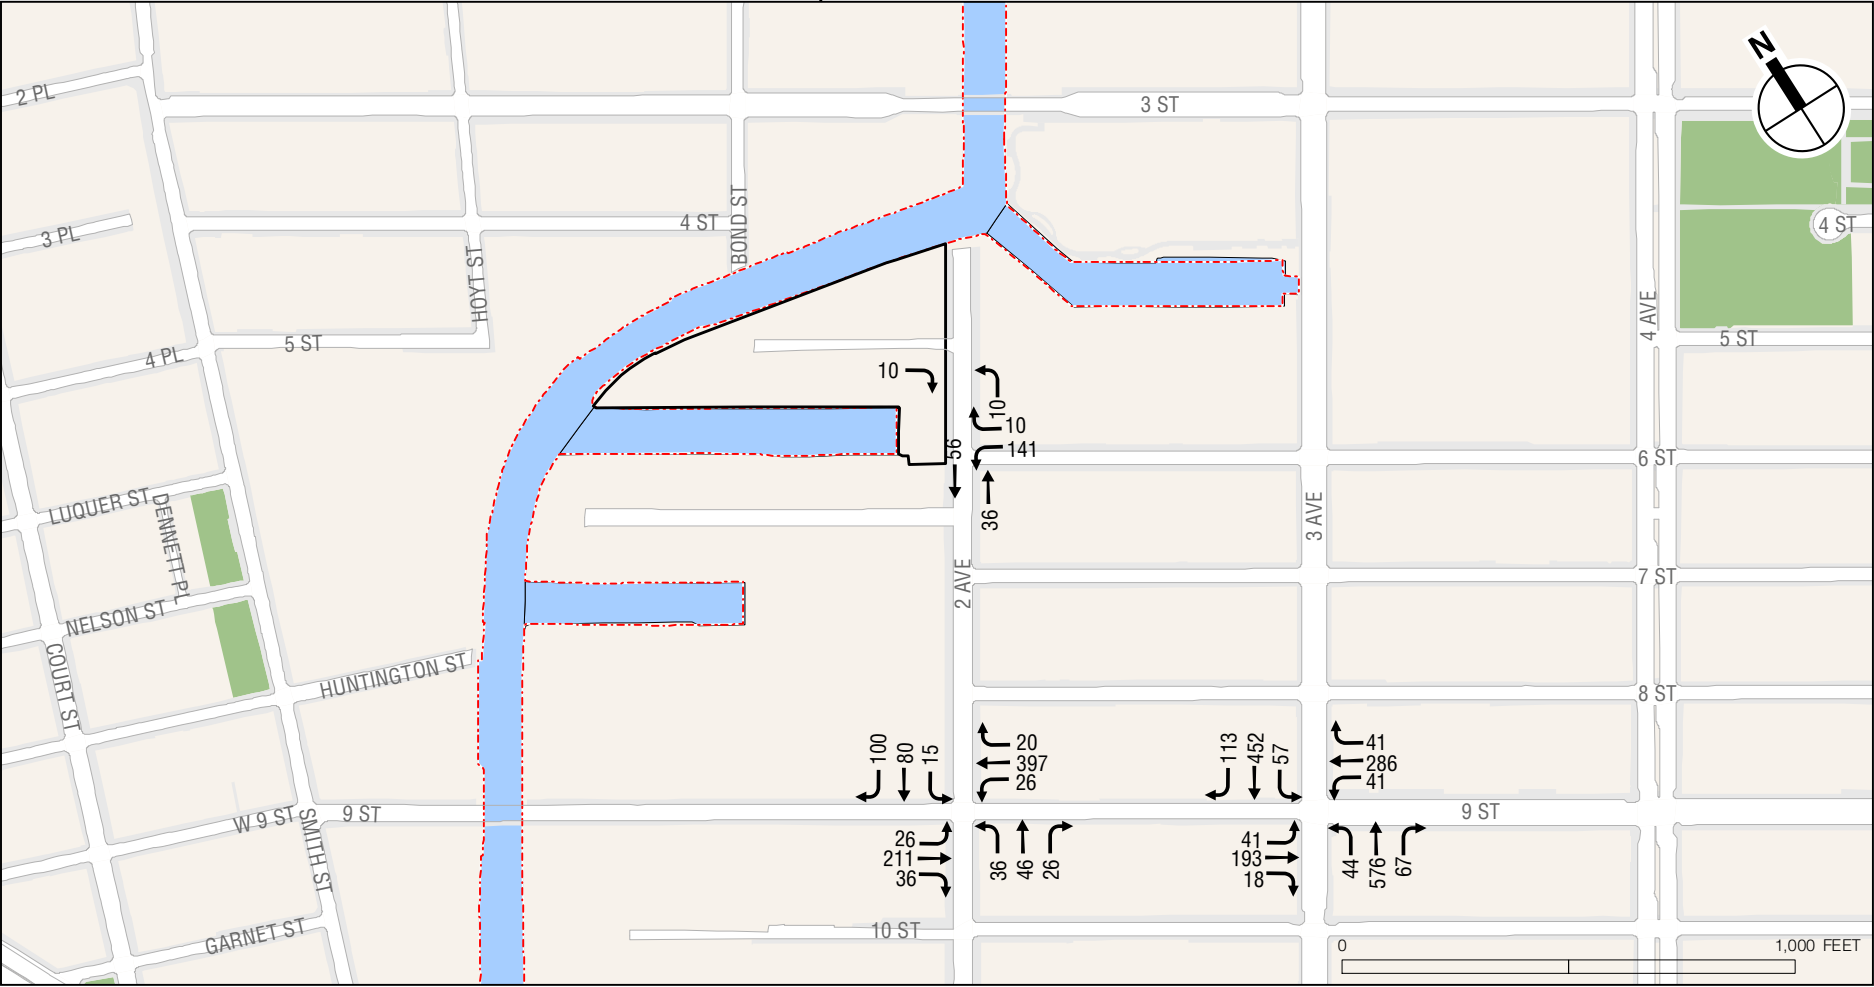 N
2 PL
3 ST
3 PL
4 ST
BOND ST
4 ST
HOYT ST
4 AVE
5 ST
5 ST
4 PL
10
10
10
56
141
6 ST
36
3 AVE
LUQUER ST
DENNETT PL
7 ST
2 AVE
NELSON ST
COURT ST
HUNTINGTON ST
8 ST
100
80
15
20
397
26
113
452
57
41
286
41
W 9 ST
SMITH ST
9 ST
9 ST
26
211
36
36
46
26
41
193
18
44
576
67
GARNET ST
10 ST
0
1,000 FEET